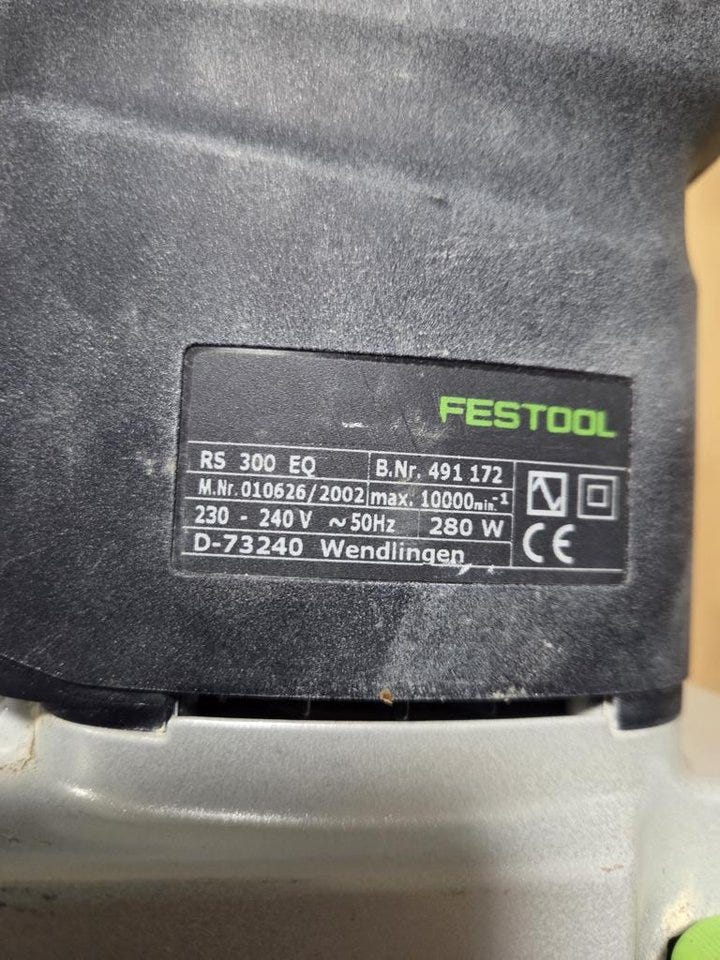 FESTOOL
RS 300 EQ B.Nr. 491 172
M.Nr. 010626/2002 max. 10000min.-1
230 - 240 V ~50Hz 280 W
D-73240 Wendlingen
CE